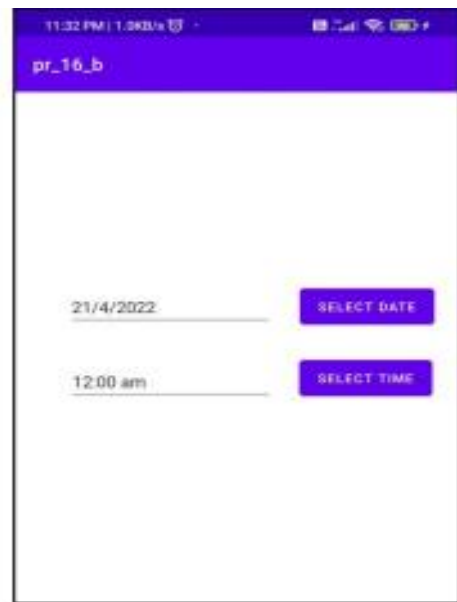 11:32 PM | 1.0KB/s
pr_16_b
21/4/2022 SELECT DATE
12:00 am SELECT TIME